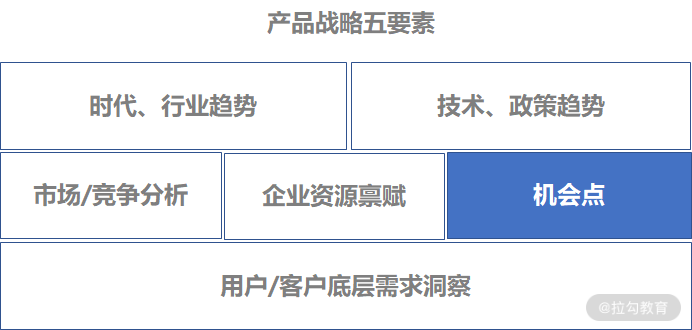 产品战略五要素
时代、行业趋势
技术、政策趋势
市场/竞争分析
企业资源禀赋
机会点
用户/客户底层需求洞察
@拉勾教育